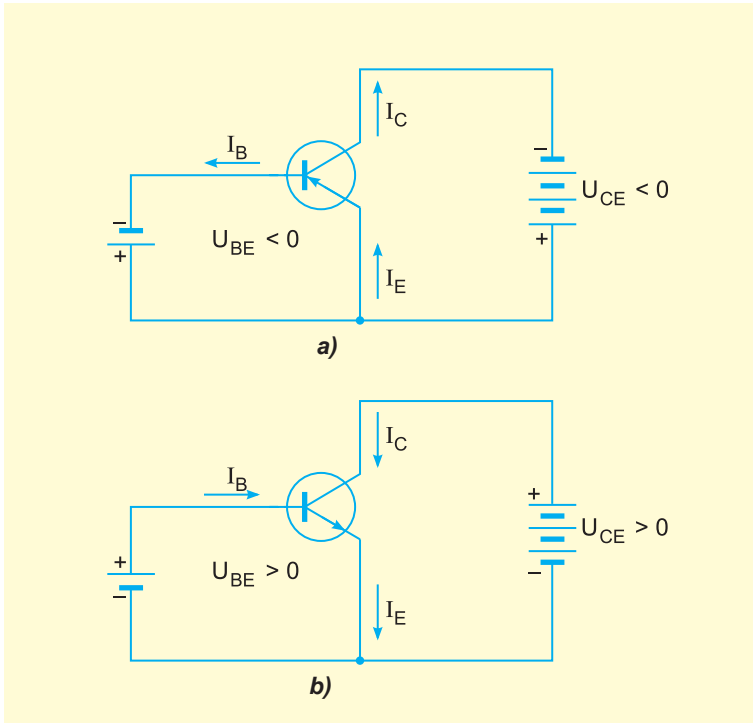 I_C
I_B
−
−
U_CE < 0
U_BE < 0
+
+
I_E
a)
I_C
I_B
+
U_CE > 0
+
U_BE > 0
−
−
I_E
b)